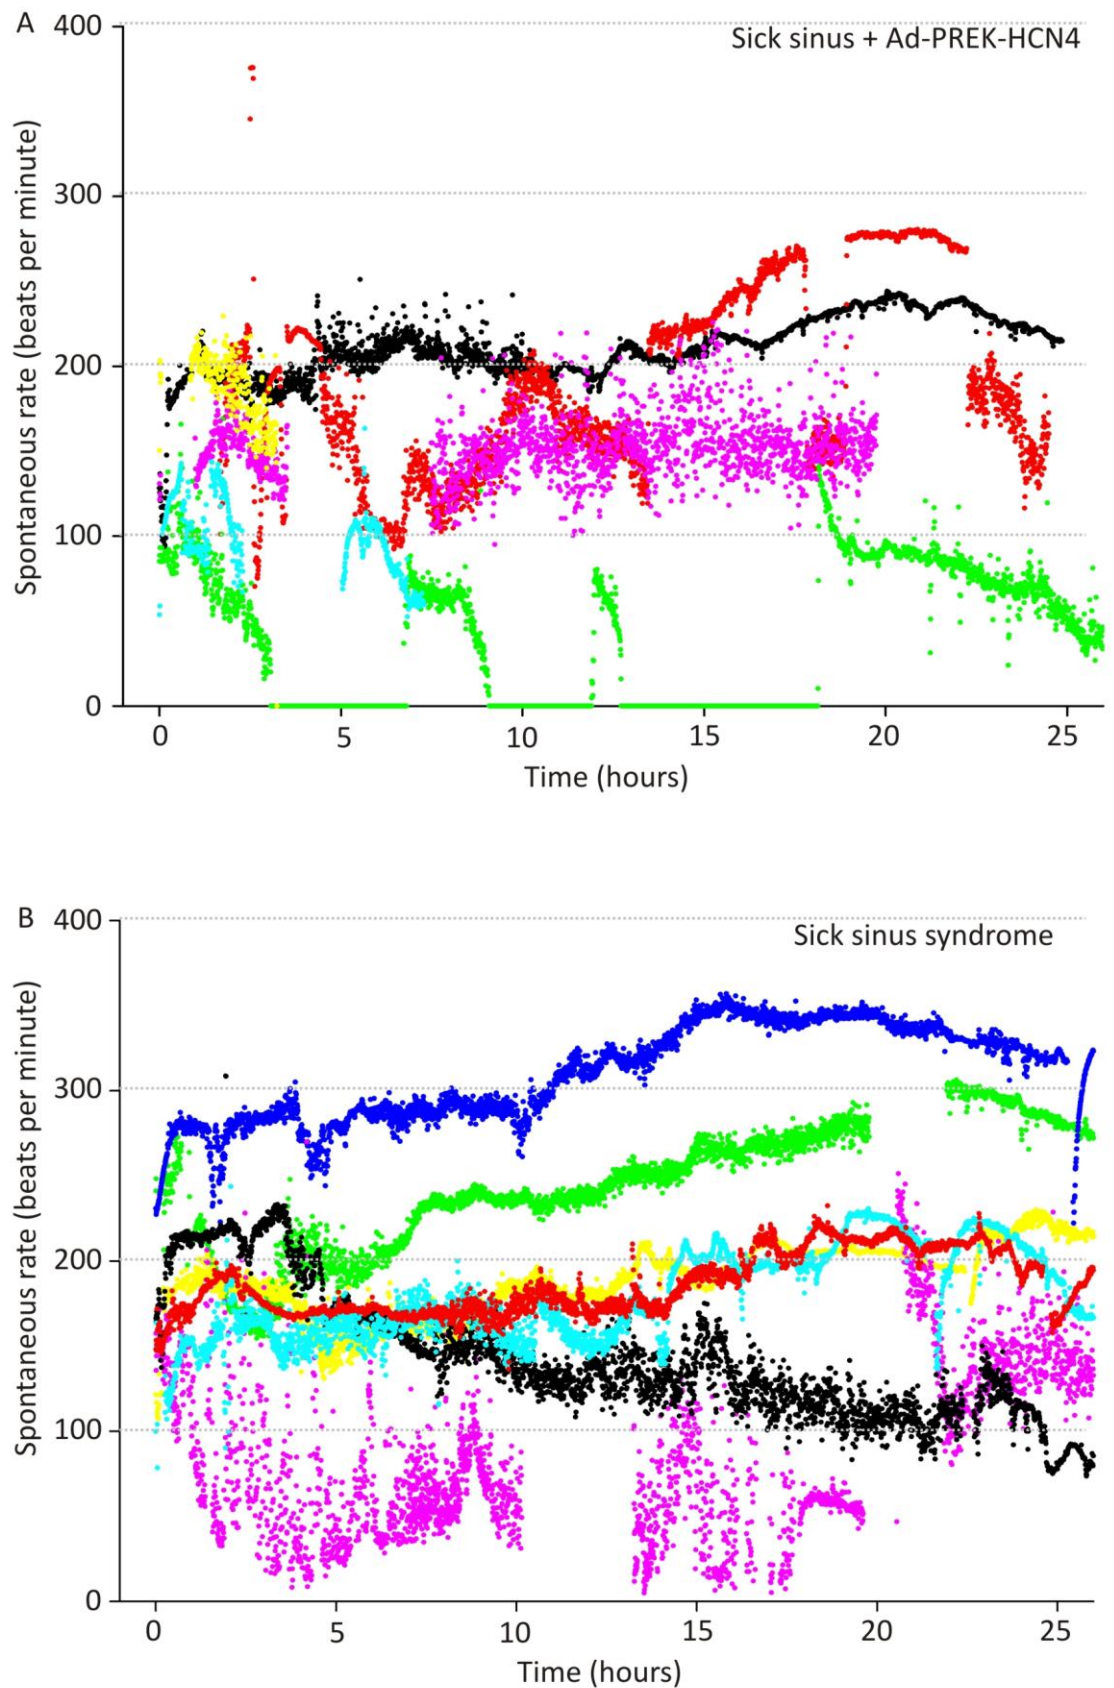 A
400
Sick sinus + Ad-PREK-HCN4
300
200
100
0
Spontaneous rate (beats per minute)
0 5 10 15 20 25
Time (hours)
B
400
Sick sinus syndrome
300
200
100
0
Spontaneous rate (beats per minute)
0 5 10 15 20 25
Time (hours)